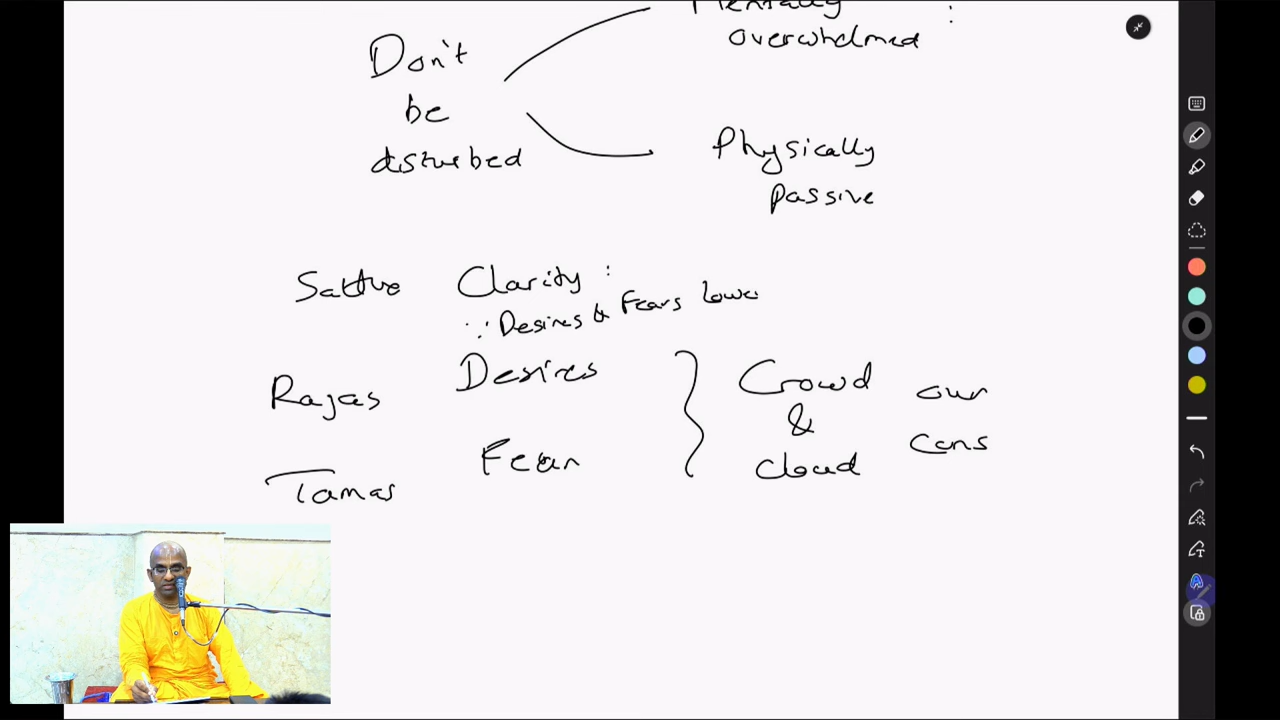 Mentally
overwhelmed
Don't
be
disturbed
Physically
passive
Sattva Clarity :
∵ Desires & Fears lower
Rajas Desires
Tamas Fear
Crowd
&
cloud
our
cons